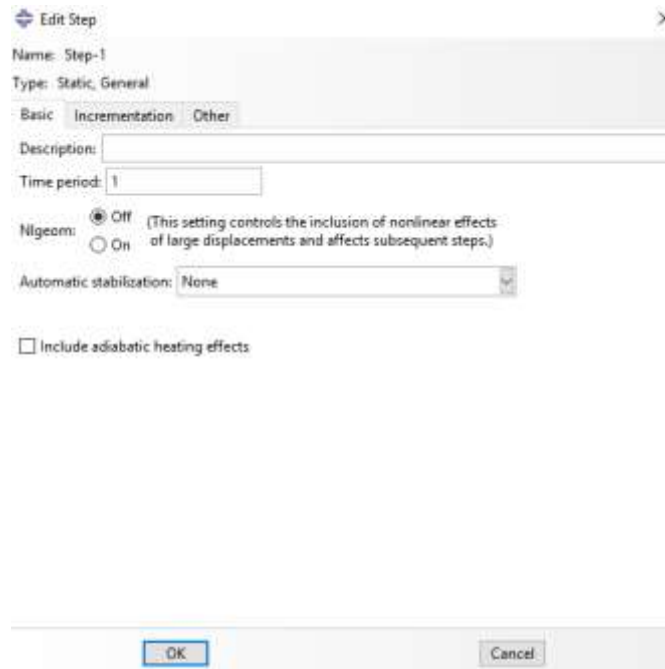 Edit Step
Name: Step-1
Type: Static, General
Basic Incrementation Other
Description:
Time period: 1
Nlgeom: Off (This setting controls the inclusion of nonlinear effects
On of large displacements and affects subsequent steps.)
Automatic stabilization: None
Include adiabatic heating effects
OK Cancel